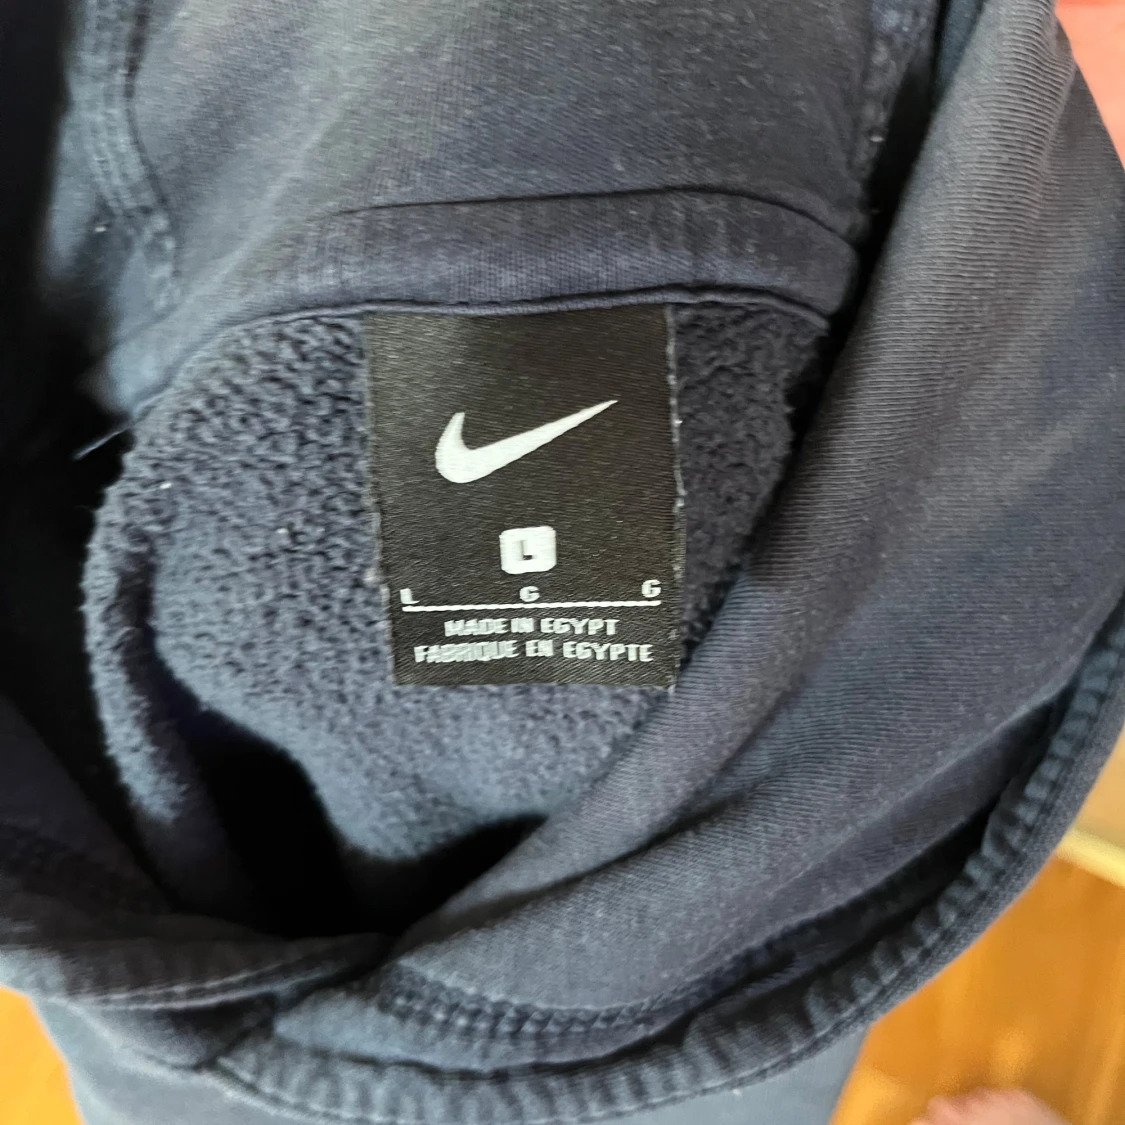 L
L G G
MADE IN EGYPT
FABRIQUE EN EGYPTE